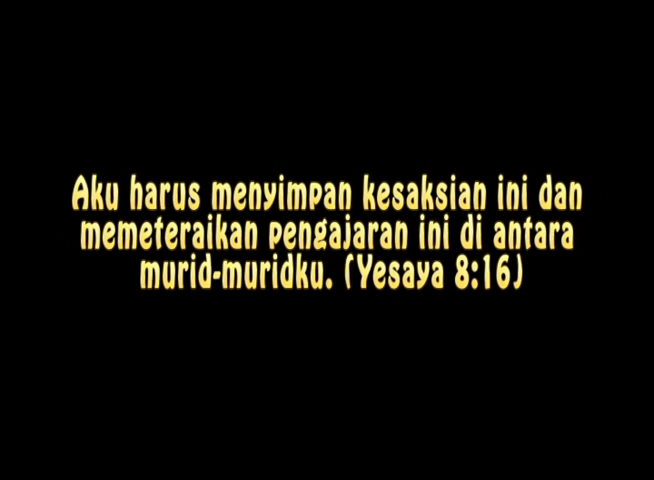 Aku harus menyimpan kesaksian ini dan
memeteraikan pengajaran ini di antara
murid-muridku. (Yesaya 8:16)